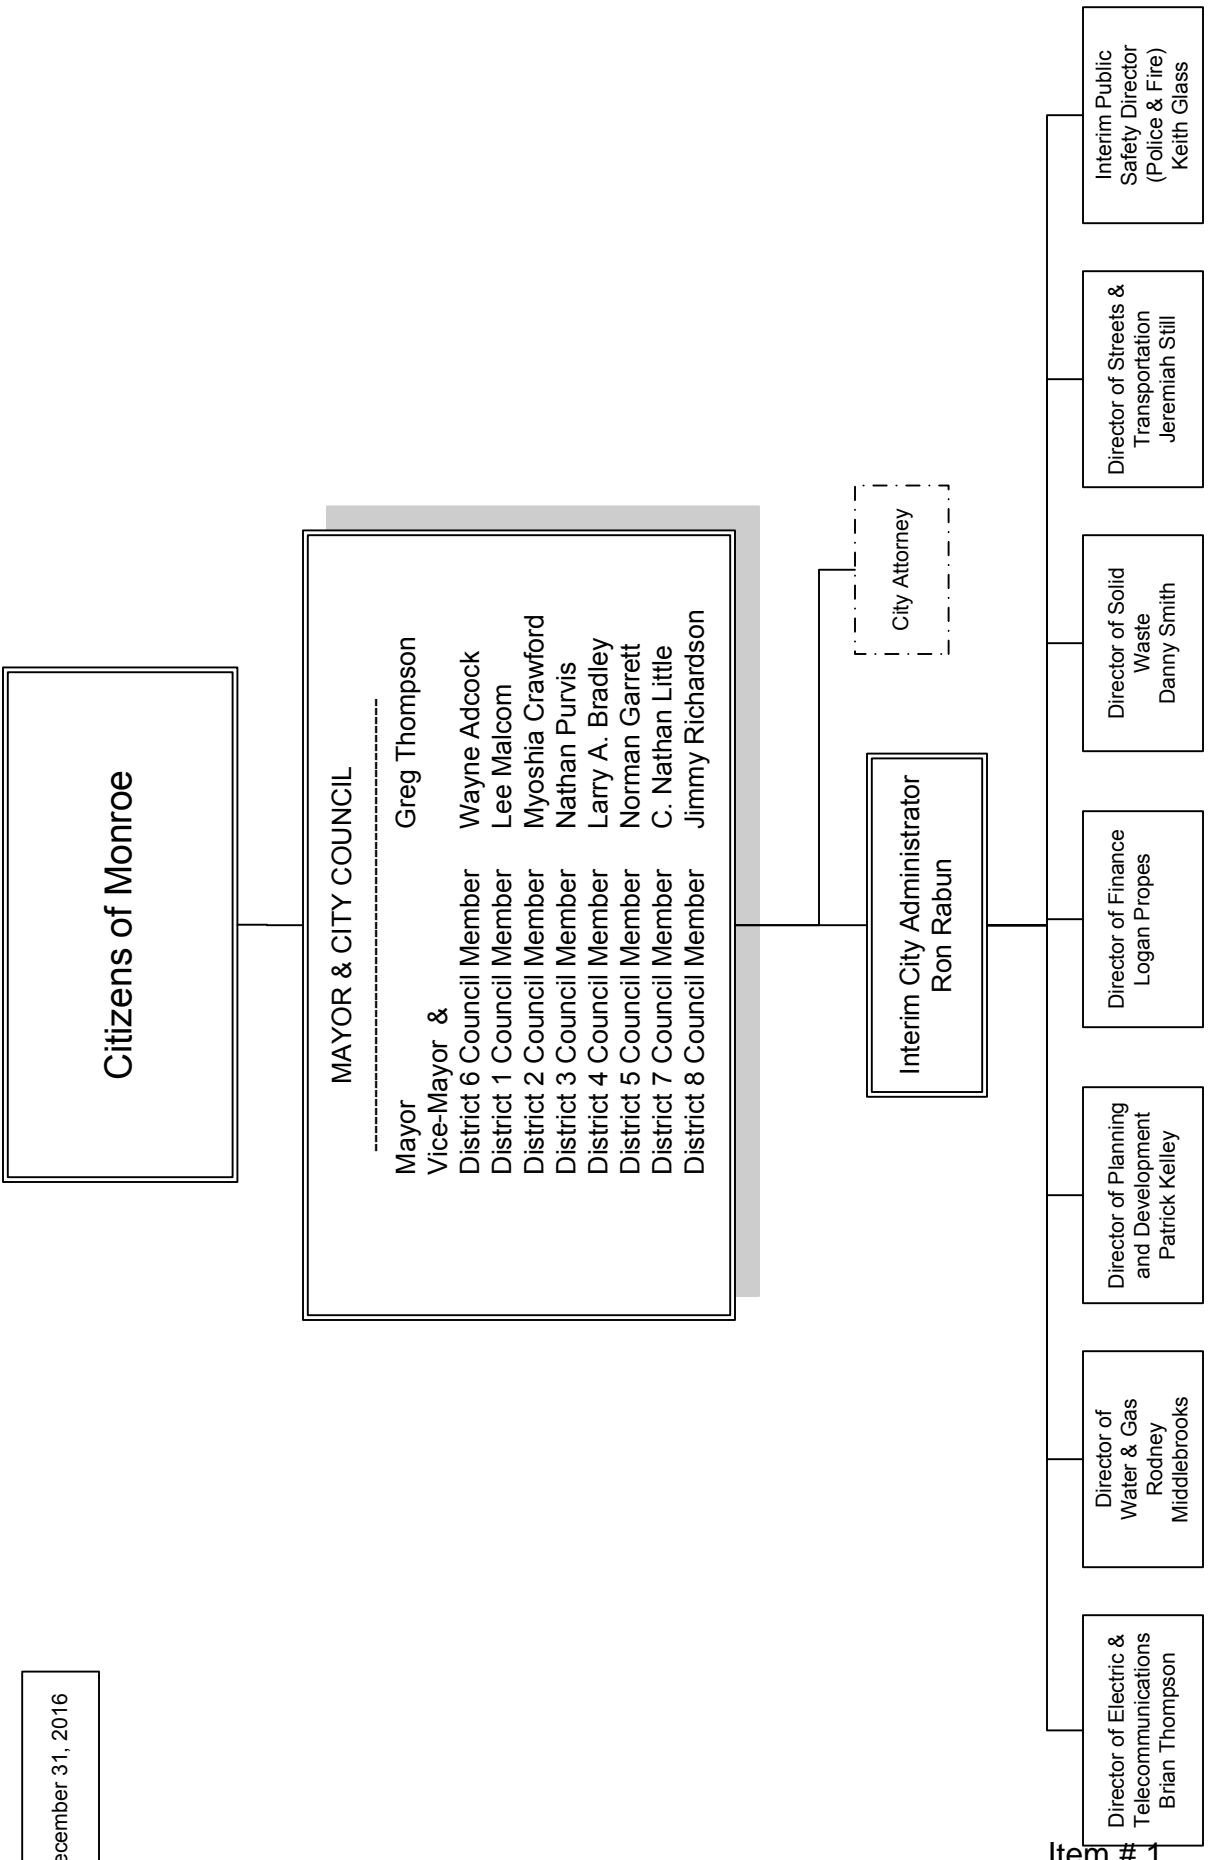 December 31, 2016
Citizens of Monroe
MAYOR & CITY COUNCIL
---------------------------------------------------------------
Mayor Greg Thompson
Vice-Mayor &
District 6 Council Member Wayne Adcock
District 1 Council Member Lee Malcom
District 2 Council Member Myoshia Crawford
District 3 Council Member Nathan Purvis
District 4 Council Member Larry A. Bradley
District 5 Council Member Norman Garrett
District 7 Council Member C. Nathan Little
District 8 Council Member Jimmy Richardson
City Attorney
Interim City Administrator
Ron Rabun
Director of Electric &
Telecommunications
Brian Thompson
Director of
Water & Gas
Rodney
Middlebrooks
Director of Planning
and Development
Patrick Kelley
Director of Finance
Logan Propes
Director of Solid
Waste
Danny Smith
Director of Streets &
Transportation
Jeremiah Still
Interim Public
Safety Director
(Police & Fire)
Keith Glass
Item # 1